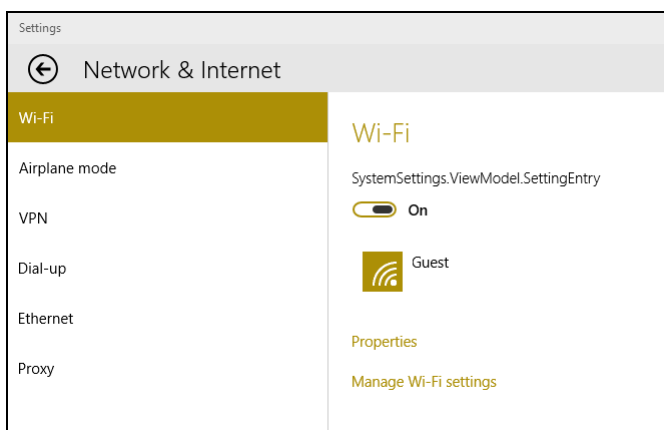 Settings
Network & Internet
Wi-Fi
Airplane mode
VPN
Dial-up
Ethernet
Proxy
Wi-Fi
SystemSettings.ViewModel.SettingEntry
On
Guest
Properties
Manage Wi-Fi settings